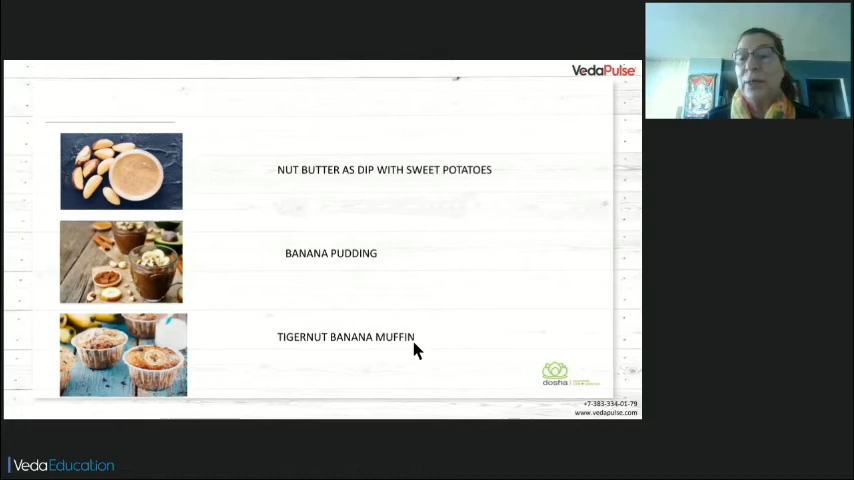 VedaPulse
NUT BUTTER AS DIP WITH SWEET POTATOES
BANANA PUDDING
TIGERNUT BANANA MUFFIN
dosha
+7-383-334-01-79
www.vedapulse.com
VedaEducation